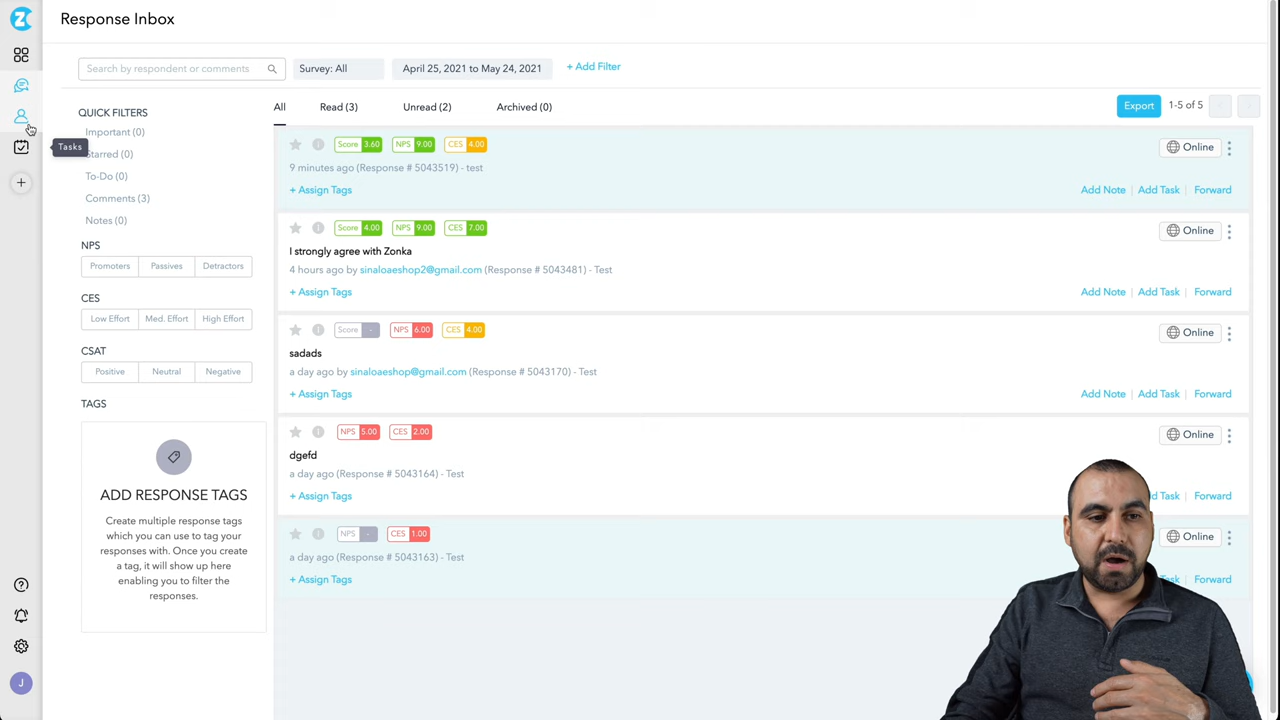 Response Inbox
Search by respondent or comments
Survey: All
April 25, 2021 to May 24, 2021
+ Add Filter
QUICK FILTERS
Important (0)
Tasks
Starred (0)
To-Do (0)
Comments (3)
Notes (0)
NPS
Promoters Passives Detractors
CES
Low Effort Med. Effort High Effort
CSAT
Positive Neutral Negative
TAGS
ADD RESPONSE TAGS
Create multiple response tags
which you can use to tag your
responses with. Once you create
a tag, it will show up here
enabling you to filter the
responses.
All Read (3) Unread (2) Archived (0) Export 1-5 of 5
Score 3.60 NPS 9.00 CES 4.00 Online
9 minutes ago (Response # 5043519) - test
+ Assign Tags Add Note | Add Task | Forward
Score 4.00 NPS 9.00 CES 7.00 Online
I strongly agree with Zonka
4 hours ago by sinaloaeshop2@gmail.com (Response # 5043481) - Test
+ Assign Tags Add Note | Add Task | Forward
Score - NPS 6.00 CES 4.00 Online
sadads
a day ago by sinaloaeshop@gmail.com (Response # 5043170) - Test
+ Assign Tags Add Note | Add Task | Forward
NPS 5.00 CES 2.00 Online
dgefd
a day ago (Response # 5043164) - Test
+ Assign Tags Task | Forward
NPS - CES 1.00 Online
a day ago (Response # 5043163) - Test
+ Assign Tags Task | Forward
J